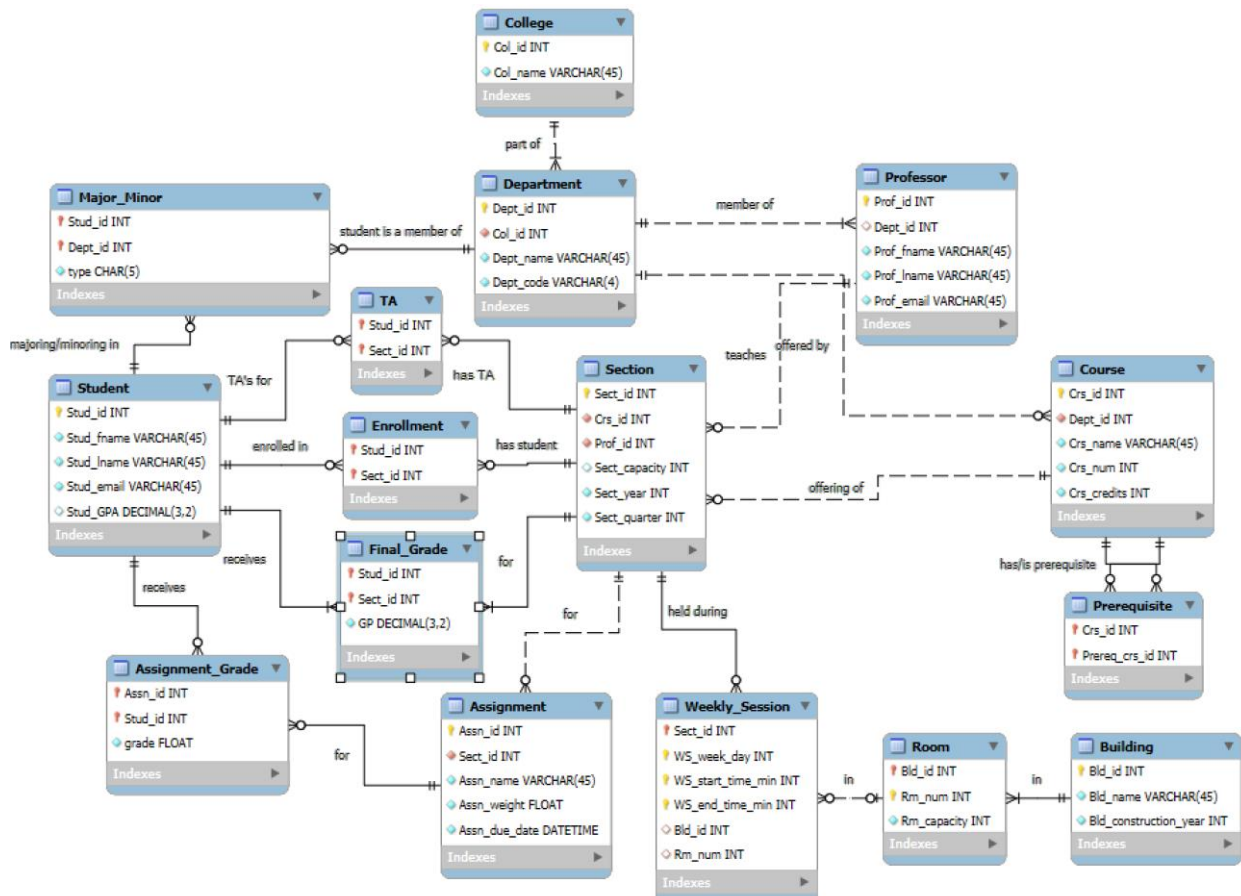 College
Col_id INT
Col_name VARCHAR(45)
Indexes
part of
Major_Minor
Stud_id INT
Dept_id INT
type CHAR(5)
Indexes
student is a member of
Department
Dept_id INT
Col_id INT
Dept_name VARCHAR(45)
Dept_code VARCHAR(4)
Indexes
member of
Professor
Prof_id INT
Dept_id INT
Prof_fname VARCHAR(45)
Prof_lname VARCHAR(45)
Prof_email VARCHAR(45)
Indexes
majoring/minoring in
TA
Stud_id INT
Sect_id INT
Indexes
TA's for
has TA
teaches
offered by
Student
Stud_id INT
Stud_fname VARCHAR(45)
Stud_lname VARCHAR(45)
Stud_email VARCHAR(45)
Stud_GPA DECIMAL(3,2)
Indexes
enrolled in
Enrollment
Stud_id INT
Sect_id INT
Indexes
has student
Section
Sect_id INT
Crs_id INT
Prof_id INT
Sect_capacity INT
Sect_year INT
Sect_quarter INT
Indexes
offering of
Course
Crs_id INT
Dept_id INT
Crs_name VARCHAR(45)
Crs_num INT
Crs_credits INT
Indexes
receives
receives
Final_Grade
Stud_id INT
Sect_id INT
GP DECIMAL(3,2)
Indexes
for
for
held during
has/is prerequisite
Prerequisite
Crs_id INT
Prereq_crs_id INT
Indexes
Assignment_Grade
Assn_id INT
Stud_id INT
grade FLOAT
Indexes
for
Assignment
Assn_id INT
Sect_id INT
Assn_name VARCHAR(45)
Assn_weight FLOAT
Assn_due_date DATETIME
Indexes
Weekly_Session
Sect_id INT
WS_week_day INT
WS_start_time_min INT
WS_end_time_min INT
Bld_id INT
Rm_num INT
Indexes
in
Room
Bld_id INT
Rm_num INT
Rm_capacity INT
Indexes
in
Building
Bld_id INT
Bld_name VARCHAR(45)
Bld_construction_year INT
Indexes